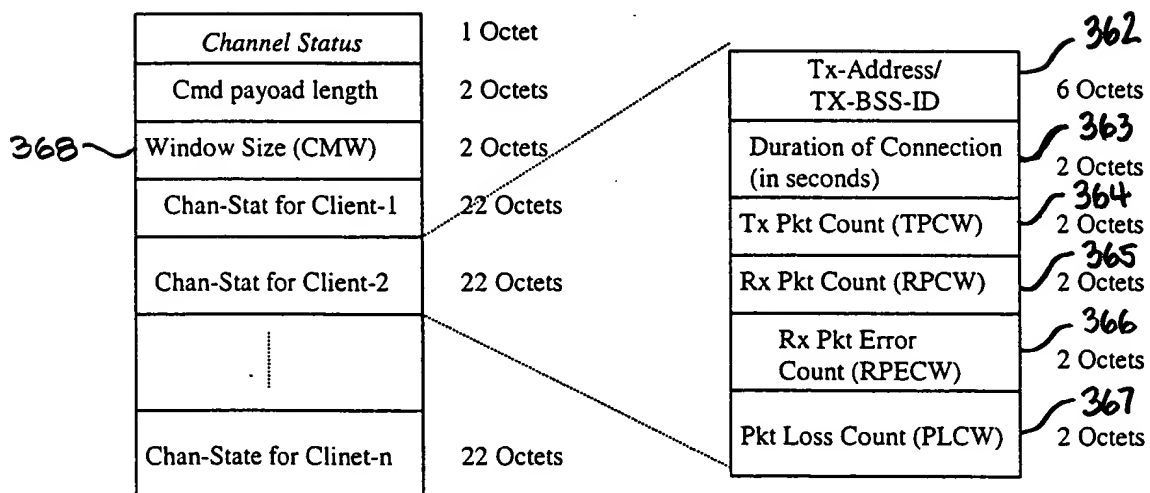 Channel Status
1 Octet
Cmd payoad length
2 Octets
368
Window Size (CMW)
2 Octets
Chan-Stat for Client-1
22 Octets
Chan-Stat for Client-2
22 Octets
Chan-State for Clinet-n
22 Octets
362
Tx-Address/
TX-BSS-ID
6 Octets
363
Duration of Connection
(in seconds)
2 Octets
364
Tx Pkt Count (TPCW)
2 Octets
365
Rx Pkt Count (RPCW)
2 Octets
366
Rx Pkt Error
Count (RPECW)
2 Octets
367
Pkt Loss Count (PLCW)
2 Octets